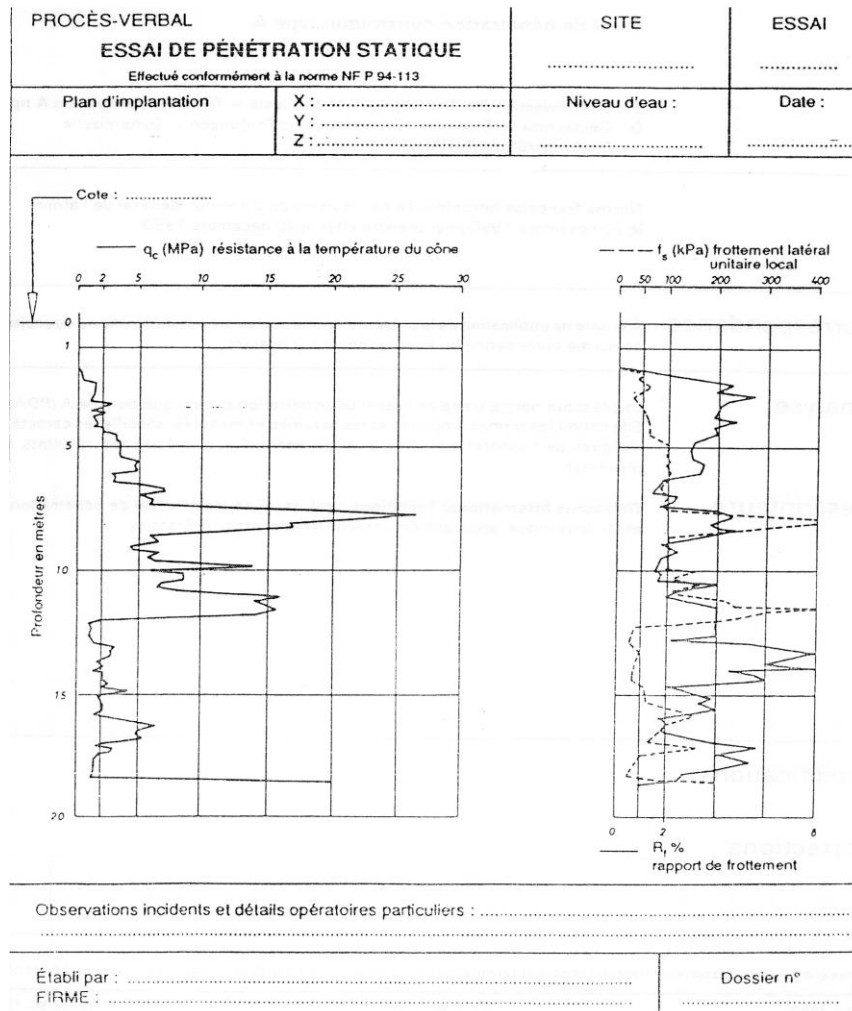 PROCÈS-VERBAL
ESSAI DE PÉNÉTRATION STATIQUE
Effectué conformément à la norme NF P 94-113
SITE
ESSAI
Plan d'implantation
X :
Y :
Z :
Niveau d'eau :
Date :
Cote :
q_c (MPa) résistance à la température du cône
0 2 5 10 15 20 25 30
f_s (kPa) frottement latéral
unitaire local
0 50 100 200 300 400
Profondeur en mètres
0
1
5
10
15
20
0 2 8
R_f %
rapport de frottement
Observations incidents et détails opératoires particuliers :
Établi par :
FIRME :
Dossier n°